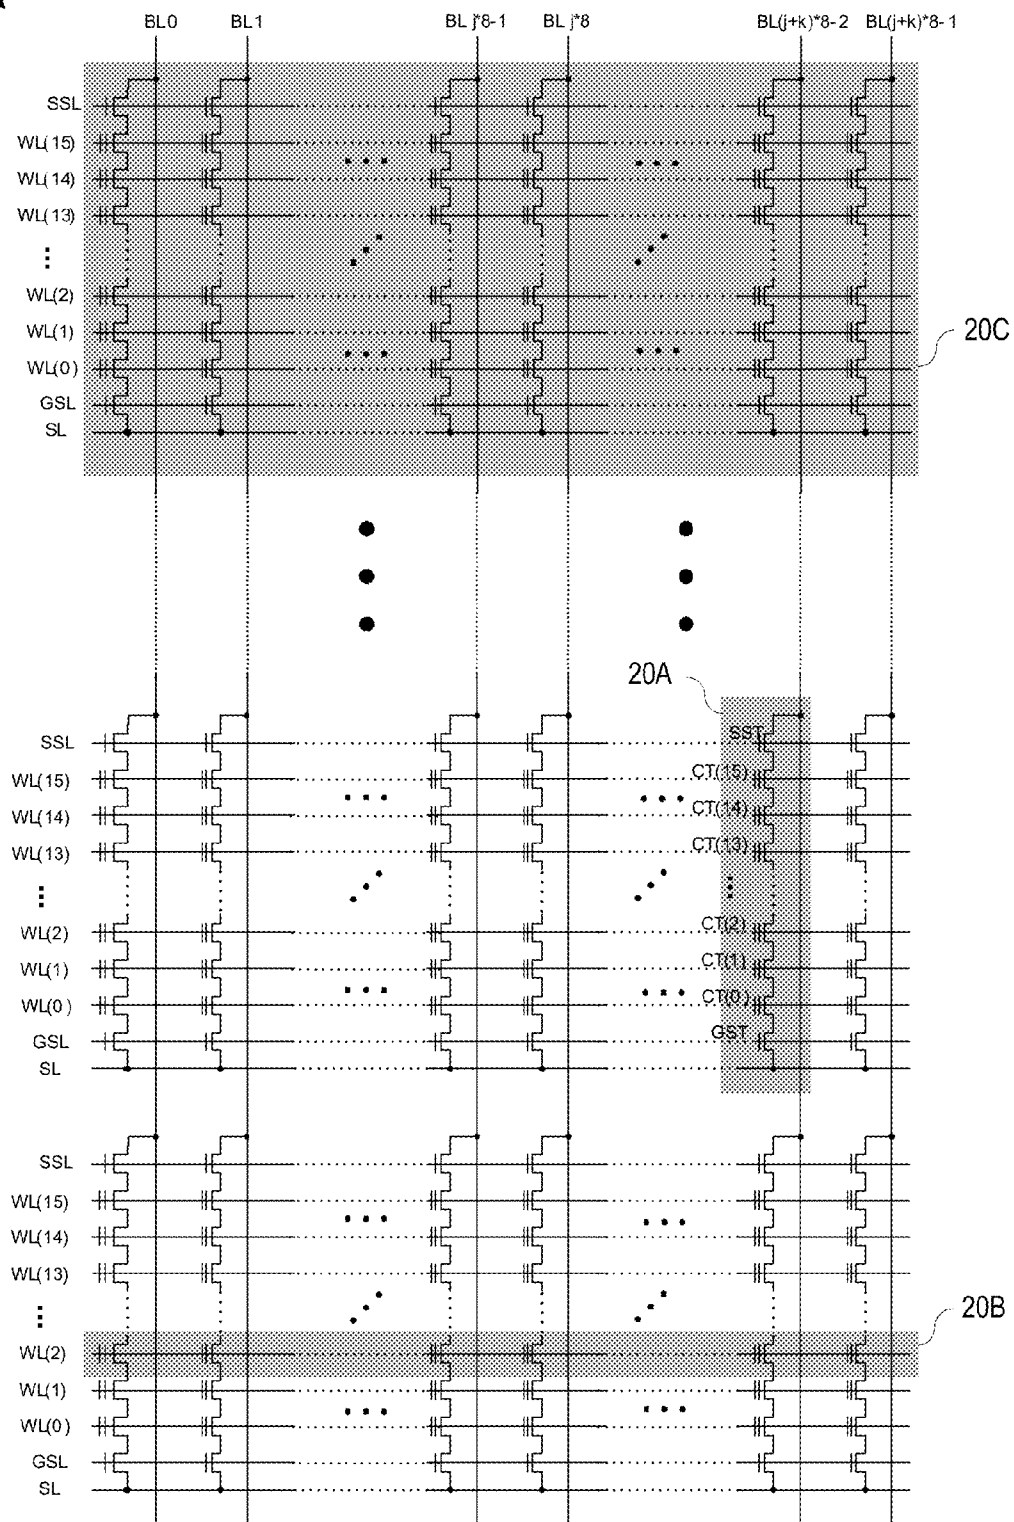 BL0 BL1 BL j*8-1 BL j*8 BL(j+k)*8-2 BL(j+k)*8-1
SSL
WL(15)
WL(14)
WL(13)
WL(2)
WL(1)
20C
WL(0)
GSL
SL
20A
SSL SST
WL(15) CT(15)
WL(14) CT(14)
WL(13) CT(13)
WL(2) CT(2)
WL(1) CT(1)
WL(0) CT(0)
GSL GST
SL
SSL
WL(15)
WL(14)
WL(13)
20B
WL(2)
WL(1)
WL(0)
GSL
SL